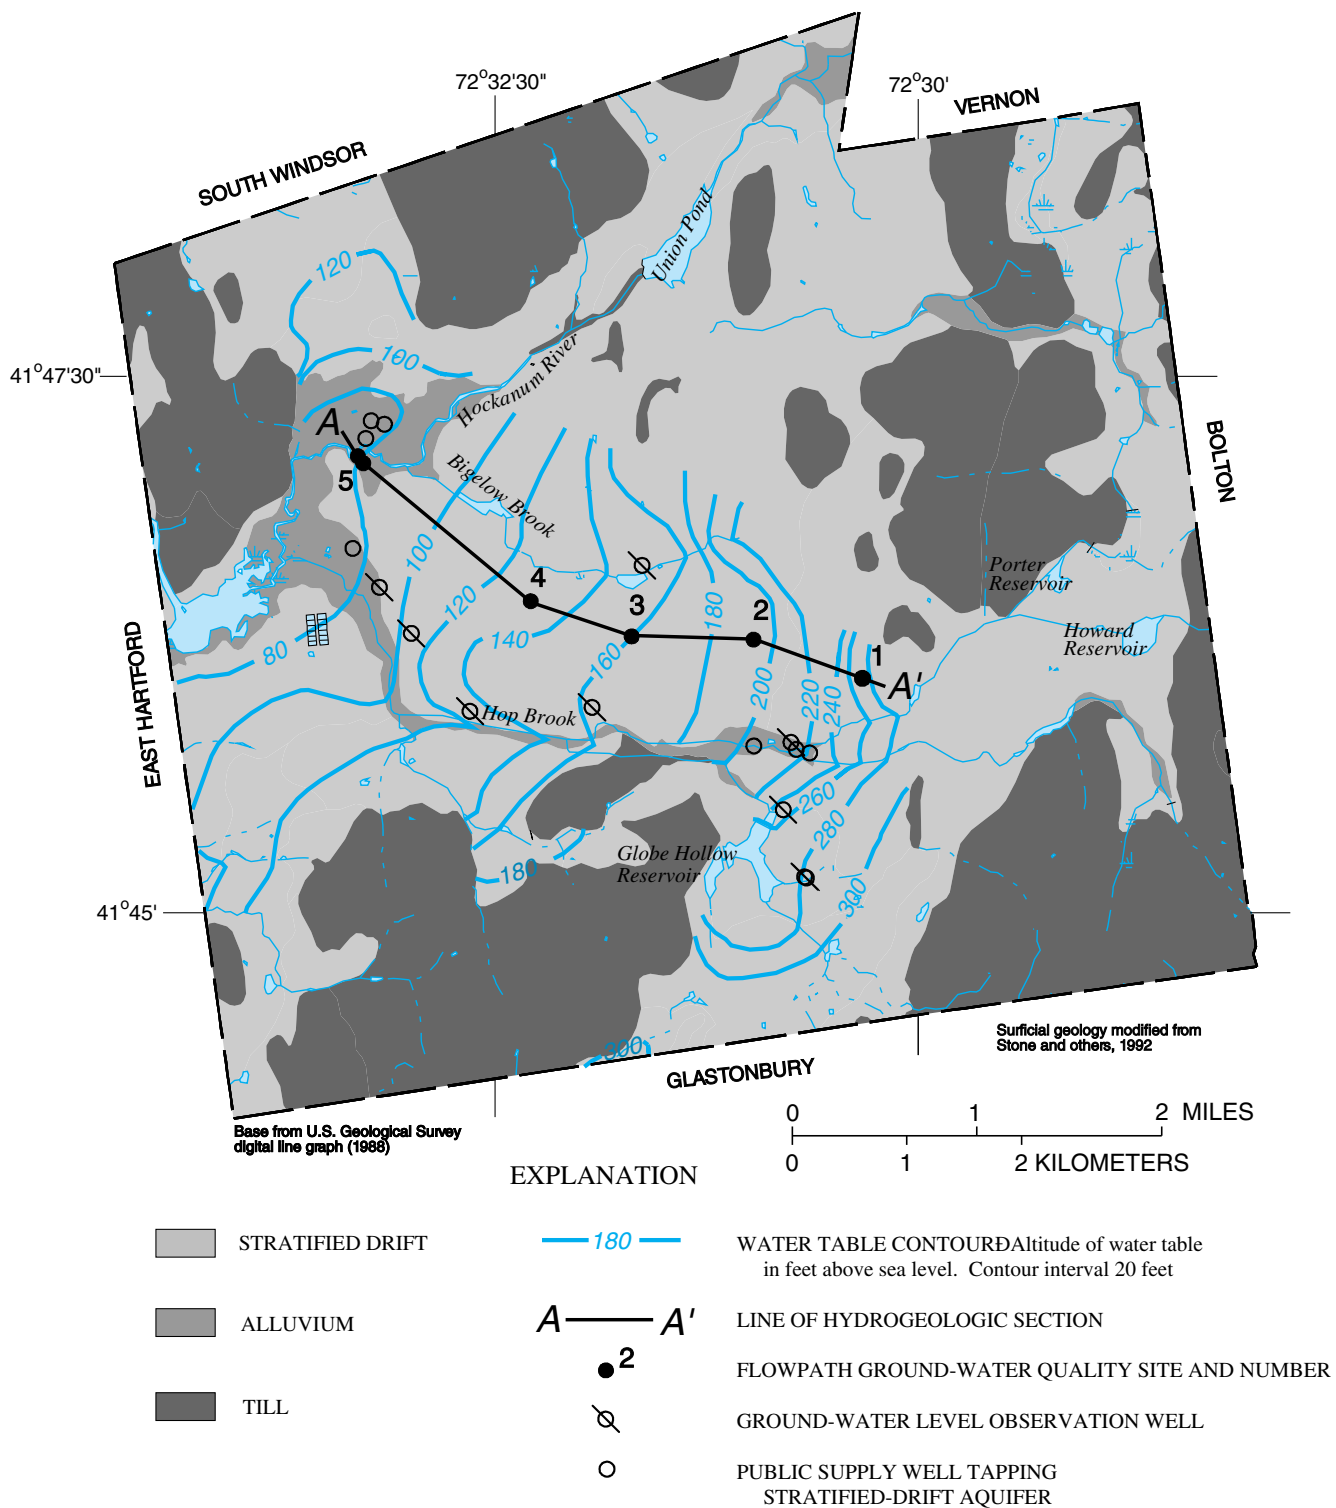 72°32'30"
72°30'
VERNON
SOUTH WINDSOR
120
Union Pond
41°47'30"
100
Hockanum River
A
BOLTON
5
Bigelow Brook
100
Porter
Reservoir
4
120
3
180
2
Howard
Reservoir
140
80
160
1
A'
200
220
240
EAST HARTFORD
Hop Brook
260
280
Globe Hollow
Reservoir
180
300
41°45'
300
Surficial geology modified from
Stone and others, 1992
GLASTONBURY
Base from U.S. Geological Survey
digital line graph (1988)
0 1 2 MILES
0 1 2 KILOMETERS
EXPLANATION
STRATIFIED DRIFT
180
WATER TABLE CONTOURÐAltitude of water table
in feet above sea level. Contour interval 20 feet
ALLUVIUM
A A'
LINE OF HYDROGEOLOGIC SECTION
2
FLOWPATH GROUND-WATER QUALITY SITE AND NUMBER
TILL
GROUND-WATER LEVEL OBSERVATION WELL
PUBLIC SUPPLY WELL TAPPING
STRATIFIED-DRIFT AQUIFER